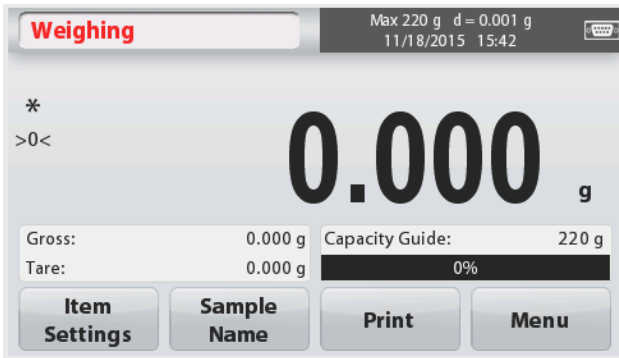 Weighing
Max 220 g d = 0.001 g
11/18/2015 15:42
*
>0<
0.000 g
Gross: 0.000 g
Tare: 0.000 g
Capacity Guide: 220 g
0%
Item
Settings
Sample
Name
Print
Menu